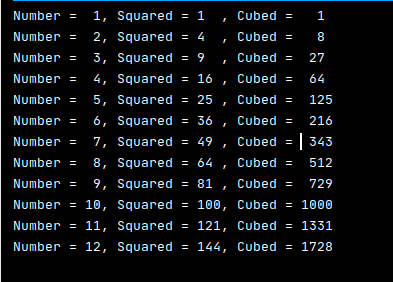 Number =  1, Squared = 1  , Cubed =   1
Number =  2, Squared = 4  , Cubed =   8
Number =  3, Squared = 9  , Cubed =  27
Number =  4, Squared = 16 , Cubed =  64
Number =  5, Squared = 25 , Cubed =  125
Number =  6, Squared = 36 , Cubed =  216
Number =  7, Squared = 49 , Cubed =  343
Number =  8, Squared = 64 , Cubed =  512
Number =  9, Squared = 81 , Cubed =  729
Number = 10, Squared = 100, Cubed = 1000
Number = 11, Squared = 121, Cubed = 1331
Number = 12, Squared = 144, Cubed = 1728